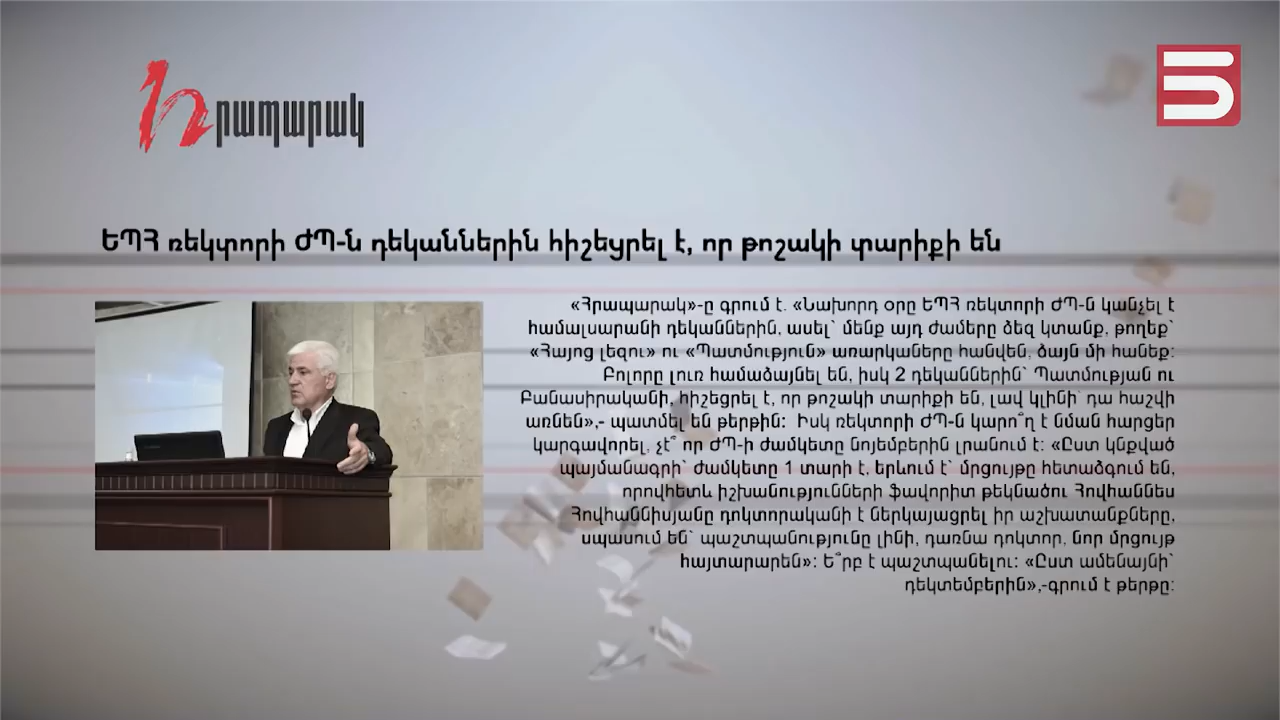 Հրապարակ
5
ԵՊՀ ռեկտորի ԺՊ-ն դեկաններին հիշեցրել է, որ թոշակի տարիքի են
«Հրապարակ»-ը գրում է. «Նախորդ օրը ԵՊՀ ռեկտորի ԺՊ-ն կանչել է
համալսարանի դեկաններին, ասել` մենք այդ ժամերը ձեզ կտանք, թողեք`
«Հայոց լեզու» ու «Պատմություն» առարկաները հանվեն, ձայն մի հանեք:
Բոլորը լուռ համաձայնել են, իսկ 2 դեկաններին` Պատմության ու
Բանասիրականի, հիշեցրել է, որ թոշակի տարիքի են, լավ կլինի` դա հաշվի
առնեն»,- պատմել են թերթին: Իսկ ռեկտորի ԺՊ-ն կարո՞ղ է նման հարցեր
կարգավորել, չէ՞ որ ԺՊ-ի ժամկետը նոյեմբերին լրանում է: «Ըստ կնքված
պայմանագրի` ժամկետը 1 տարի է, երևում է` մրցույթը հետաձգում են,
որովհետև իշխանությունների ֆավորիտ թեկնածու Հովհաննես
Հովհաննիսյանը դոկտորականի է ներկայացրել իր աշխատանքները,
սպասում են` պաշտպանությունը լինի, դառնա դոկտոր, նոր մրցույթ
հայտարարեն»: Ե՞րբ է պաշտպանելու: «Ըստ ամենայնի`
դեկտեմբերին»,-գրում է թերթը: